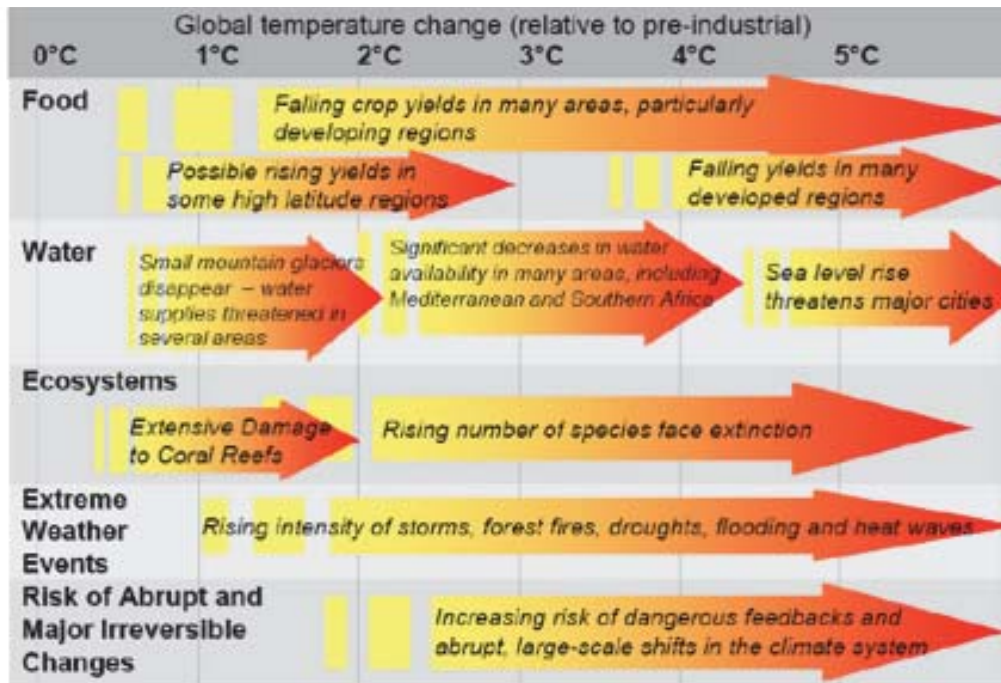 Global temperature change (relative to pre-industrial)
0°C 1°C 2°C 3°C 4°C 5°C
Food
Falling crop yields in many areas, particularly
developing regions
Possible rising yields in
some high latitude regions
Falling yields in many
developed regions
Water
Small mountain glaciers
disappear – water
supplies threatened in
several areas
Significant decreases in water
availability in many areas, including
Mediterranean and Southern Africa
Sea level rise
threatens major cities
Ecosystems
Extensive Damage
to Coral Reefs
Rising number of species face extinction
Extreme
Weather
Events
Rising intensity of storms, forest fires, droughts, flooding and heat waves
Risk of Abrupt and
Major Irreversible
Changes
Increasing risk of dangerous feedbacks and
abrupt, large-scale shifts in the climate system